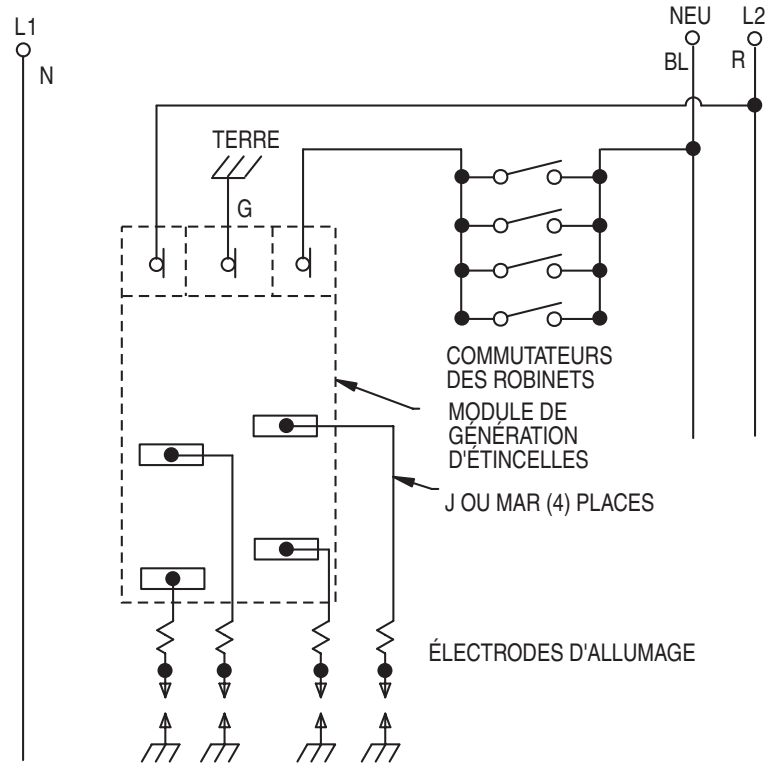 L1
N
NEU
L2
BL
R
TERRE
G
COMMUTATEURS
DES ROBINETS
MODULE DE
GÉNÉRATION
D'ÉTINCELLES
J OU MAR (4) PLACES
ÉLECTRODES D'ALLUMAGE